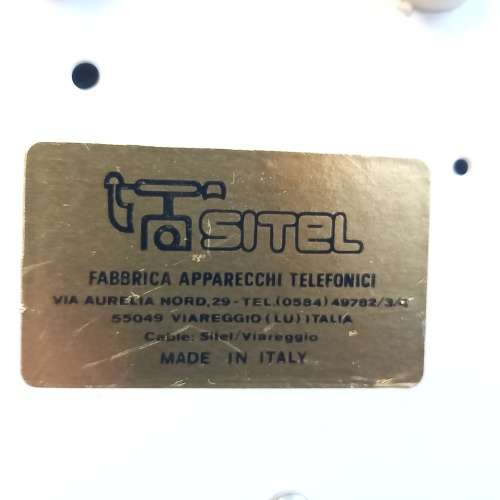 SITEL
FABBRICA APPARECCHI TELEFONICI
VIA AURELIA NORD,29-TEL.(0584)49782/3/4
55049 VIAREGGIO(LU)ITALIA
Cable: Sitel/Viareggio
MADE IN ITALY